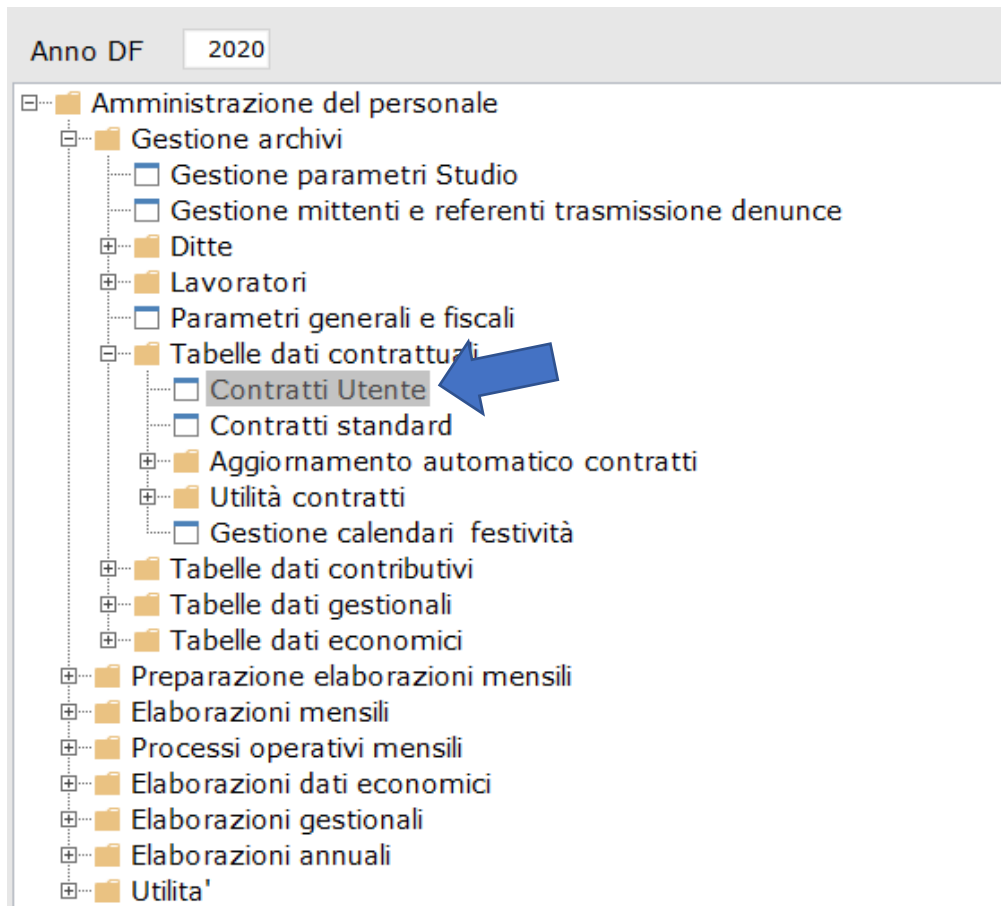 Anno DF 2020
Amministrazione del personale
Gestione archivi
Gestione parametri Studio
Gestione mittenti e referenti trasmissione denunce
Ditte
Lavoratori
Parametri generali e fiscali
Tabelle dati contrattuali
Contratti Utente
Contratti standard
Aggiornamento automatico contratti
Utilità contratti
Gestione calendari festività
Tabelle dati contributivi
Tabelle dati gestionali
Tabelle dati economici
Preparazione elaborazioni mensili
Elaborazioni mensili
Processi operativi mensili
Elaborazioni dati economici
Elaborazioni gestionali
Elaborazioni annuali
Utilita'